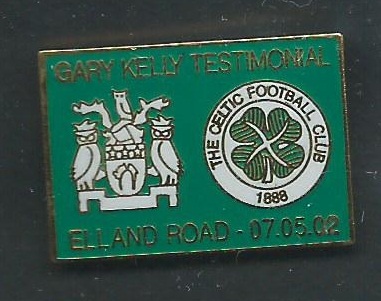 GARY KELLY TESTIMONIAL
THE CELTIC FOOTBALL CLUB
1888
ELLAND ROAD - 07.05.02